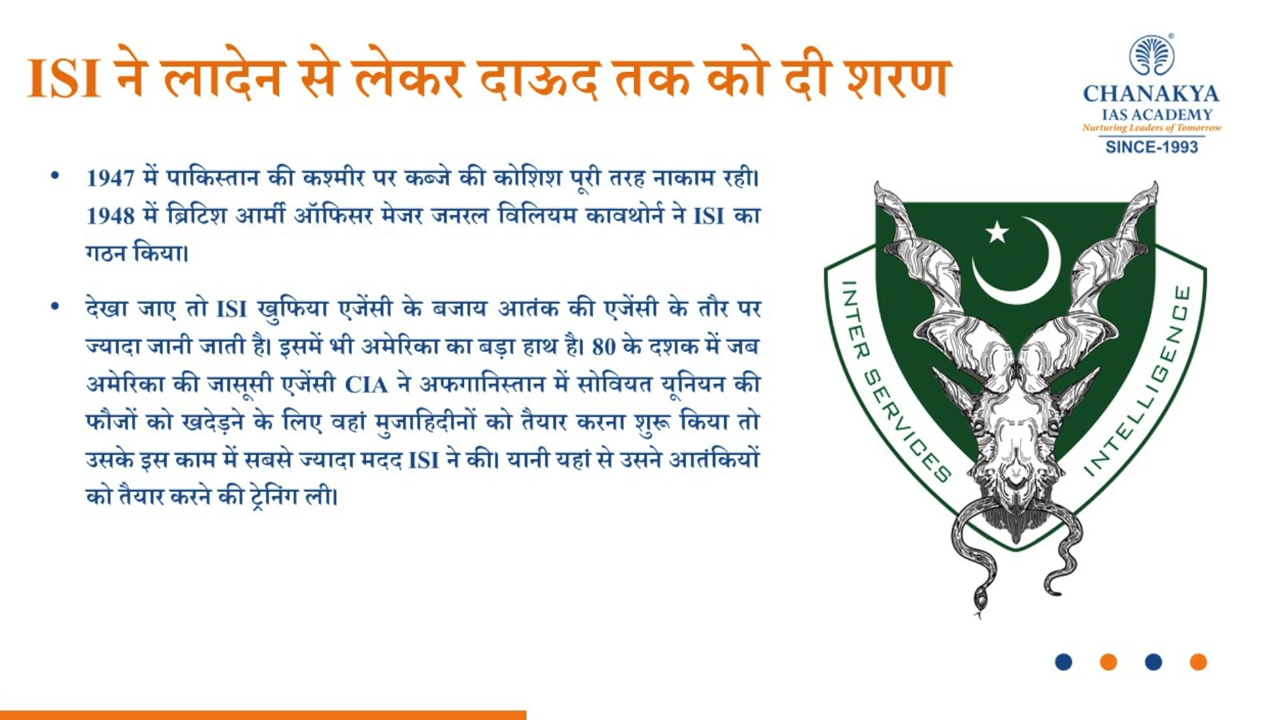 ISI ने लादेन से लेकर दाऊद तक को दी शरण
CHANAKYA
IAS ACADEMY
Nurturing Leaders of Tomorrow
SINCE-1993
• 1947 में पाकिस्तान की कश्मीर पर कब्जे की कोशिश पूरी तरह नाकाम रही।
1948 में ब्रिटिश आर्मी ऑफिसर मेजर जनरल विलियम कावथोर्न ने ISI का
गठन किया।
• देखा जाए तो ISI खुफिया एजेंसी के बजाय आतंक की एजेंसी के तौर पर
ज्यादा जानी जाती है। इसमें भी अमेरिका का बड़ा हाथ है। 80 के दशक में जब
अमेरिका की जासूसी एजेंसी CIA ने अफगानिस्तान में सोवियत यूनियन की
फौजों को खदेड़ने के लिए वहां मुजाहिदीनों को तैयार करना शुरू किया तो
उसके इस काम में सबसे ज्यादा मदद ISI ने की। यानी यहां से उसने आतंकियों
को तैयार करने की ट्रेनिंग ली।
INTER SERVICES
INTELLIGENCE